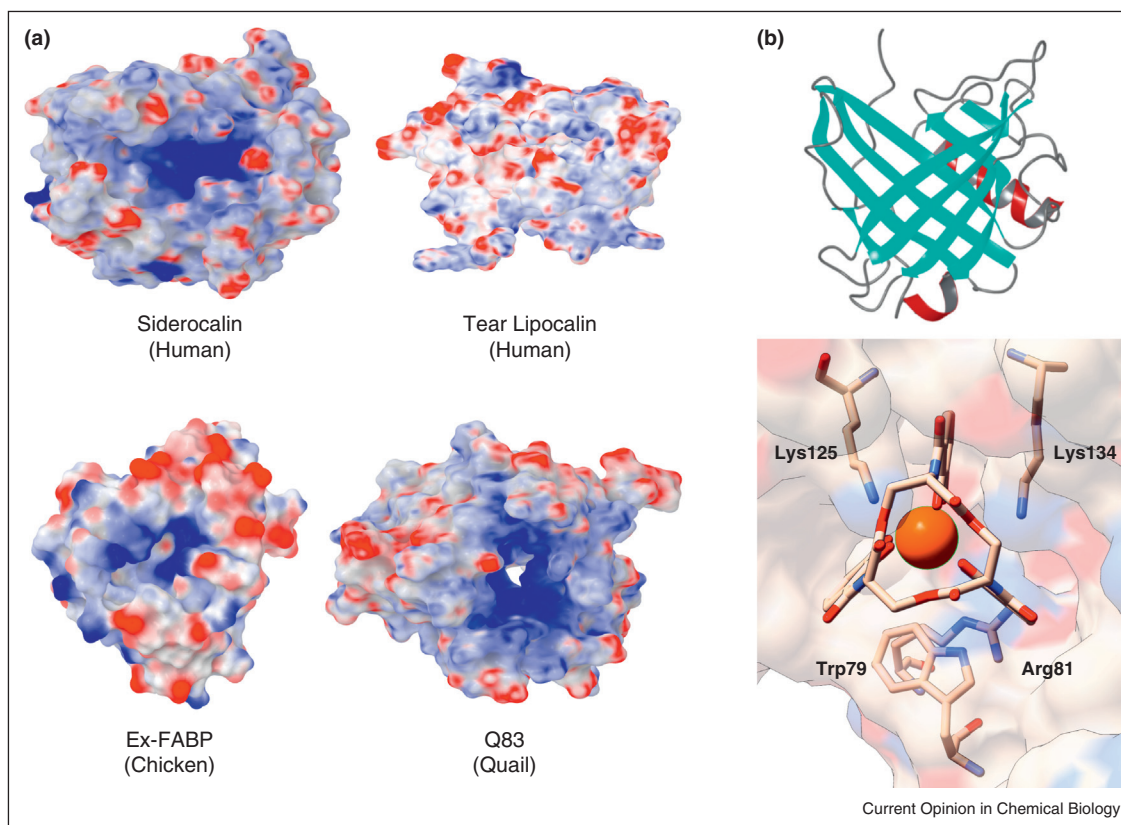 (a)
Siderocalin
(Human)
Tear Lipocalin
(Human)
Ex-FABP
(Chicken)
Q83
(Quail)
(b)
Lys125
Lys134
Trp79
Arg81
Current Opinion in Chemical Biology